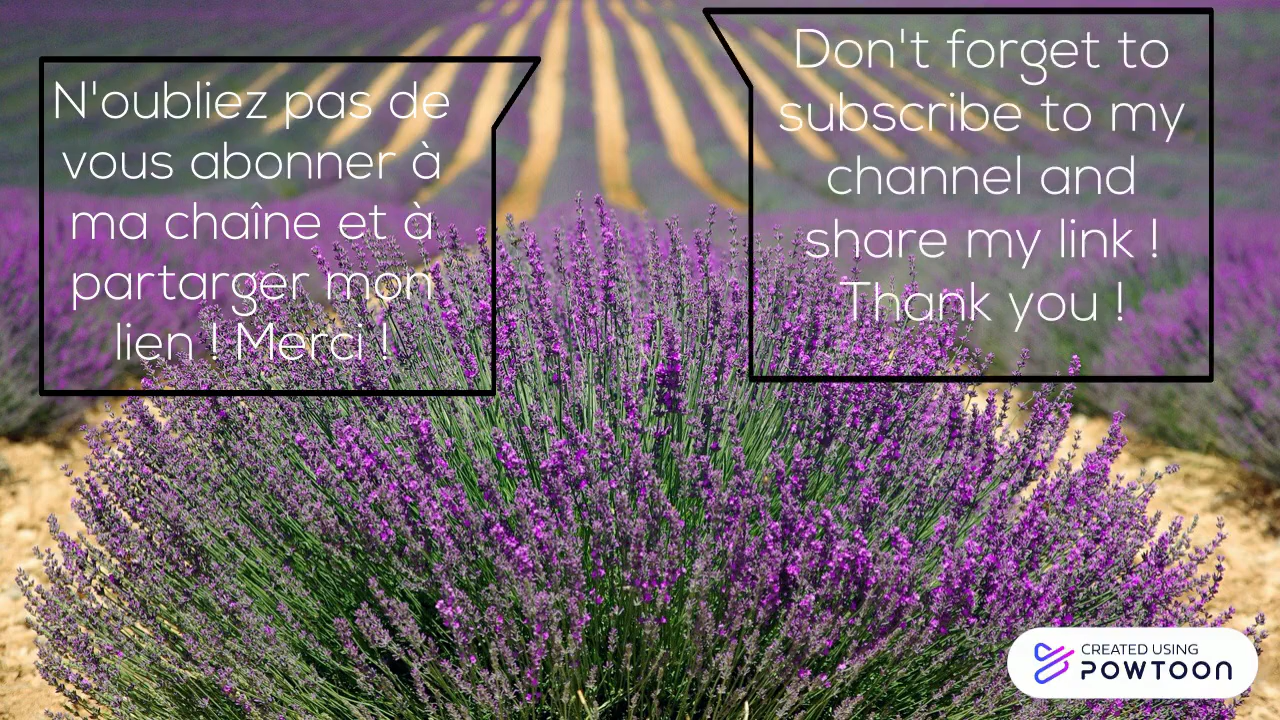 N'oubliez pas de
vous abonner à
ma chaîne et à
partarger mon
lien ! Merci !
Don't forget to
subscribe to my
channel and
share my link !
Thank you !
CREATED USING
POWTOON